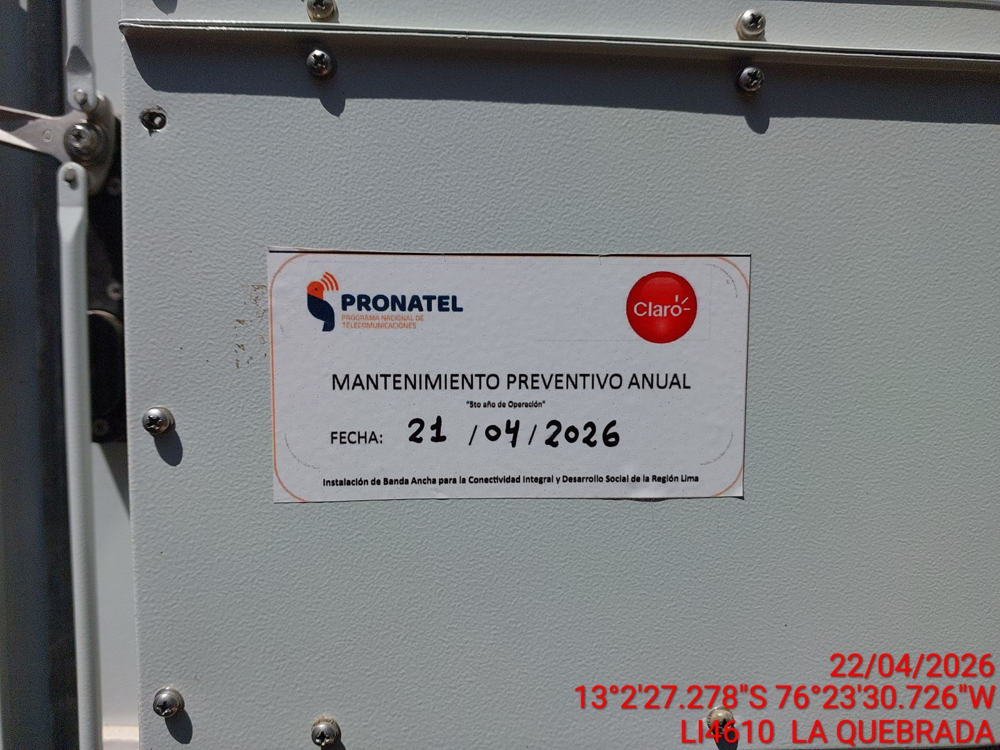 PRONATEL
PROGRAMA NACIONAL DE
TELECOMUNICACIONES
Claro
MANTENIMIENTO PREVENTIVO ANUAL
"5to año de Operación"
FECHA: 21 / 04 / 2026
Instalación de Banda Ancha para la Conectividad Integral y Desarrollo Social de la Región Lima
22/04/2026
13°2'27.278"S 76°23'30.726"W
LI4610 LA QUEBRADA